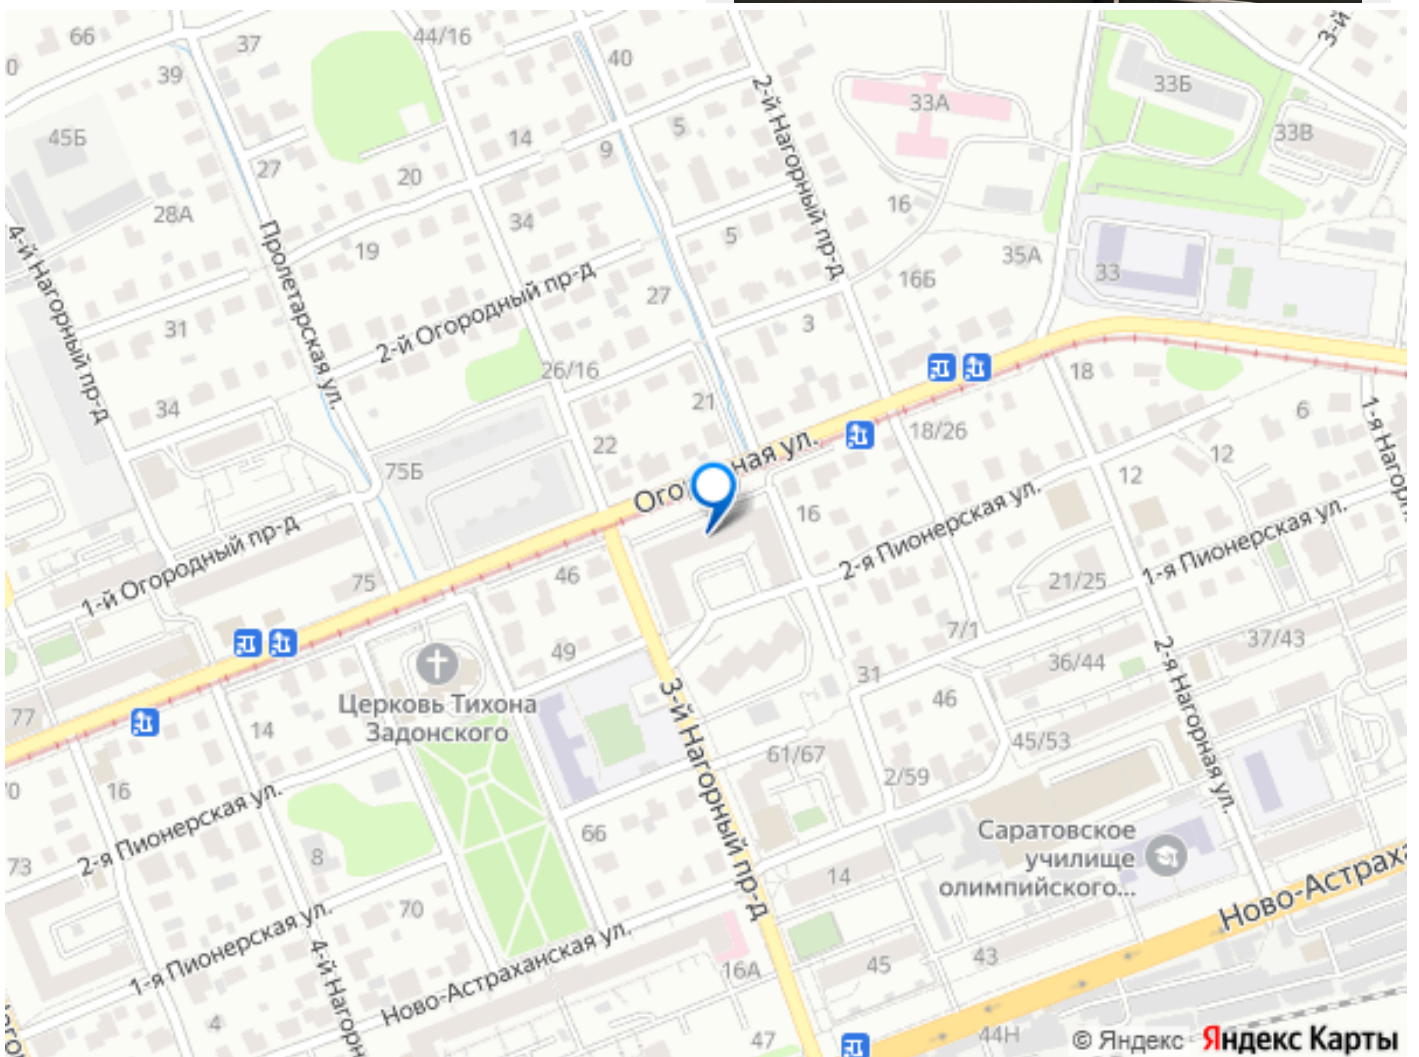 66
37
44/16
40
3-й
0
39
33Б
33А
45Б
5
14
33В
9
27
20
2-й Нагорный пр-д
16
28А
34
5
4-й Нагорный пр-д
Пролетарская ул.
19
35А
33
16Б
2-й Огородный пр-д
27
3
31
26/16
18
34
21
6
22
18/26
1-я Нагорн
12
12
75Б
ная ул.
Ого
16
2-я Пионерская ул.
1-я Пионерская ул.
1-й Огородный пр-д
75
46
21/25
7/1
37/43
49
36/44
2-я Нагорная ул.
31
3-й Нагорный пр-д
46
Церковь Тихона
Задонского
77
14
45/53
61/67
2/59
70
16
2-я Пионерская ул.
Саратовское
училище
олимпийского...
66
73
8
14
Ново-Астраха
70
1-я Пионерская ул.
4-й Нагорн
Ново-Астраханская ул.
16А
45
43
4
47
44Н
© Яндекс
Яндекс Карты